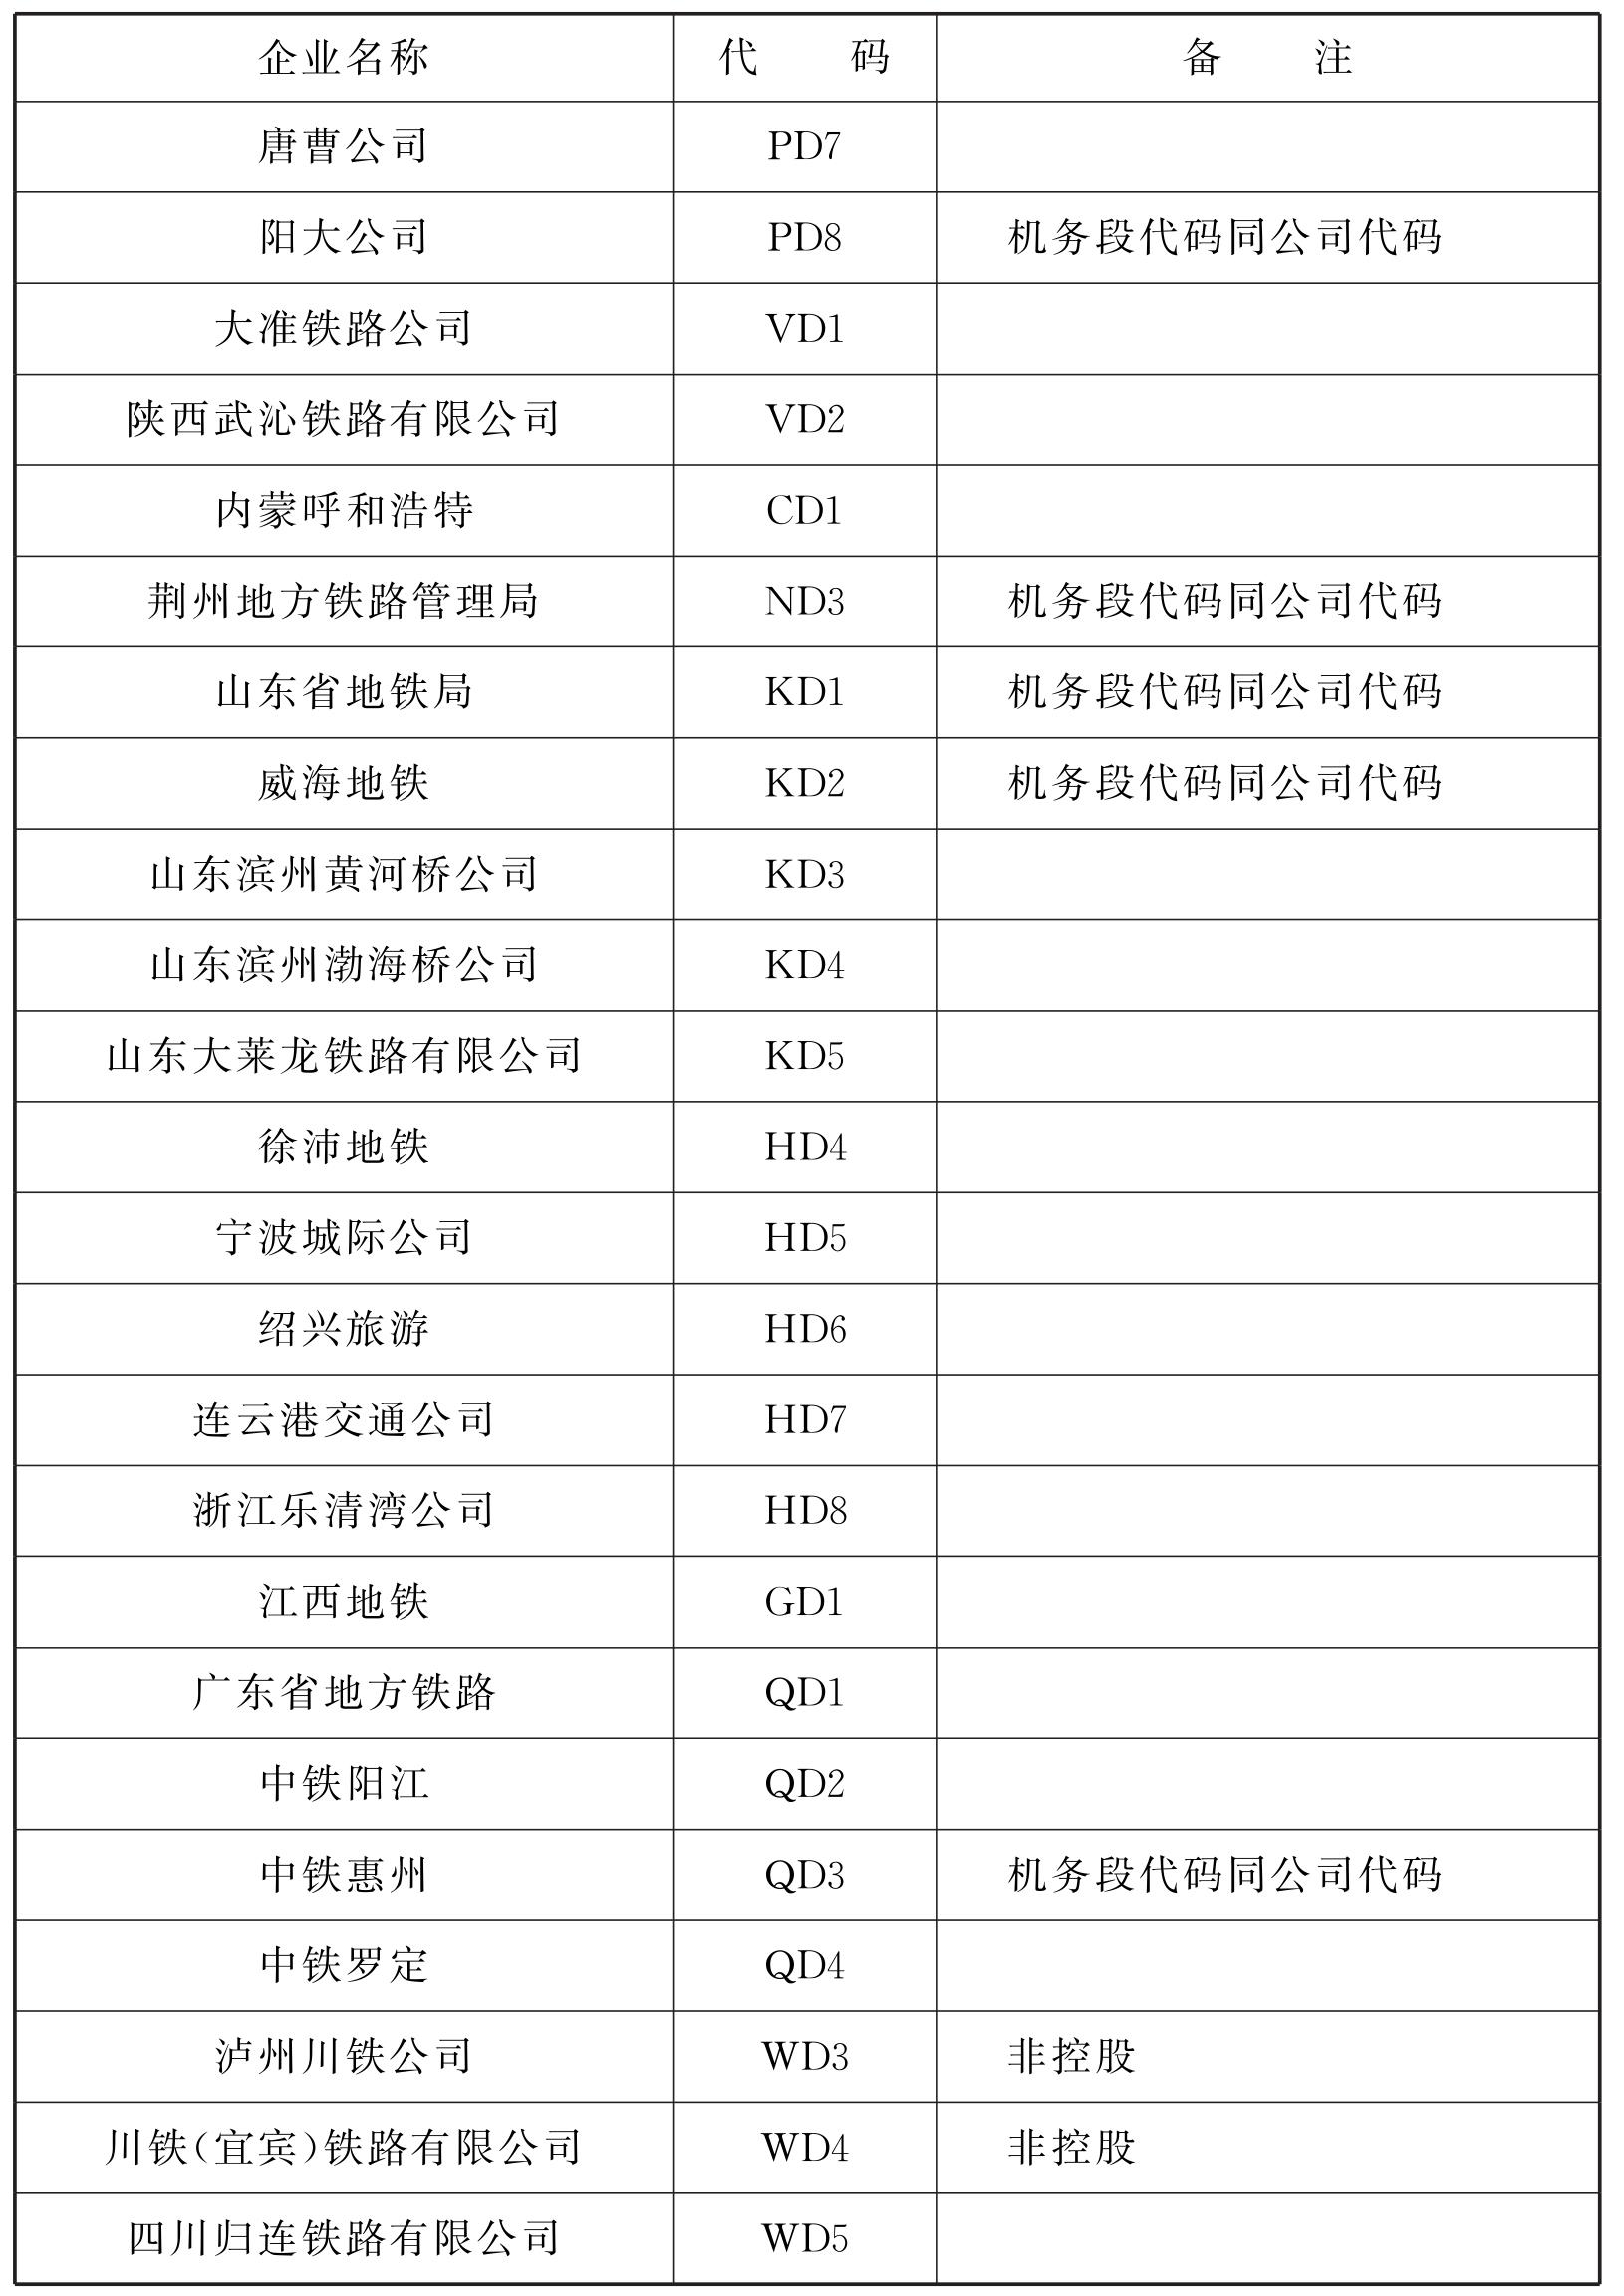 企业名称 代 码 备 注
唐曹公司 PD7
阳大公司 PD8 机务段代码同公司代码
大准铁路公司 VD1
陕西武沁铁路有限公司 VD2
内蒙呼和浩特 CD1
荆州地方铁路管理局 ND3 机务段代码同公司代码
山东省地铁局 KD1 机务段代码同公司代码
威海地铁 KD2 机务段代码同公司代码
山东滨州黄河桥公司 KD3
山东滨州渤海桥公司 KD4
山东大莱龙铁路有限公司 KD5
徐沛地铁 HD4
宁波城际公司 HD5
绍兴旅游 HD6
连云港交通公司 HD7
浙江乐清湾公司 HD8
江西地铁 GD1
广东省地方铁路 QD1
中铁阳江 QD2
中铁惠州 QD3 机务段代码同公司代码
中铁罗定 QD4
泸州川铁公司 WD3 非控股
川铁(宜宾)铁路有限公司 WD4 非控股
四川归连铁路有限公司 WD5